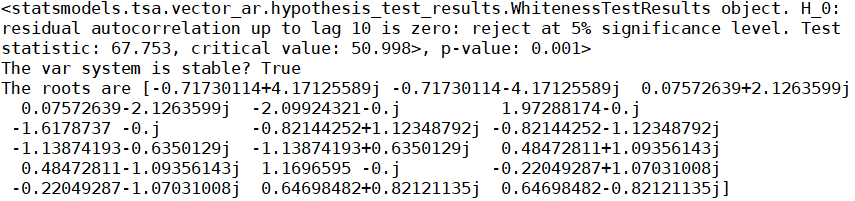 <statsmodels.tsa.vector_ar.hypothesis_test_results.WhitenessTestResults object. H_0:
residual autocorrelation up to lag 10 is zero: reject at 5% significance level. Test
statistic: 67.753, critical value: 50.998>, p-value: 0.001>
The var system is stable? True
The roots are [-0.71730114+4.17125589j -0.71730114-4.17125589j  0.07572639+2.1263599j
  0.07572639-2.1263599j  -2.09924321-0.j          1.97288174-0.j
 -1.6178737 -0.j         -0.82144252+1.12348792j -0.82144252-1.12348792j
 -1.13874193-0.6350129j  -1.13874193+0.6350129j   0.48472811+1.09356143j
  0.48472811-1.09356143j  1.1696595 -0.j         -0.22049287+1.07031008j
 -0.22049287-1.07031008j  0.64698482+0.82121135j  0.64698482-0.82121135j]